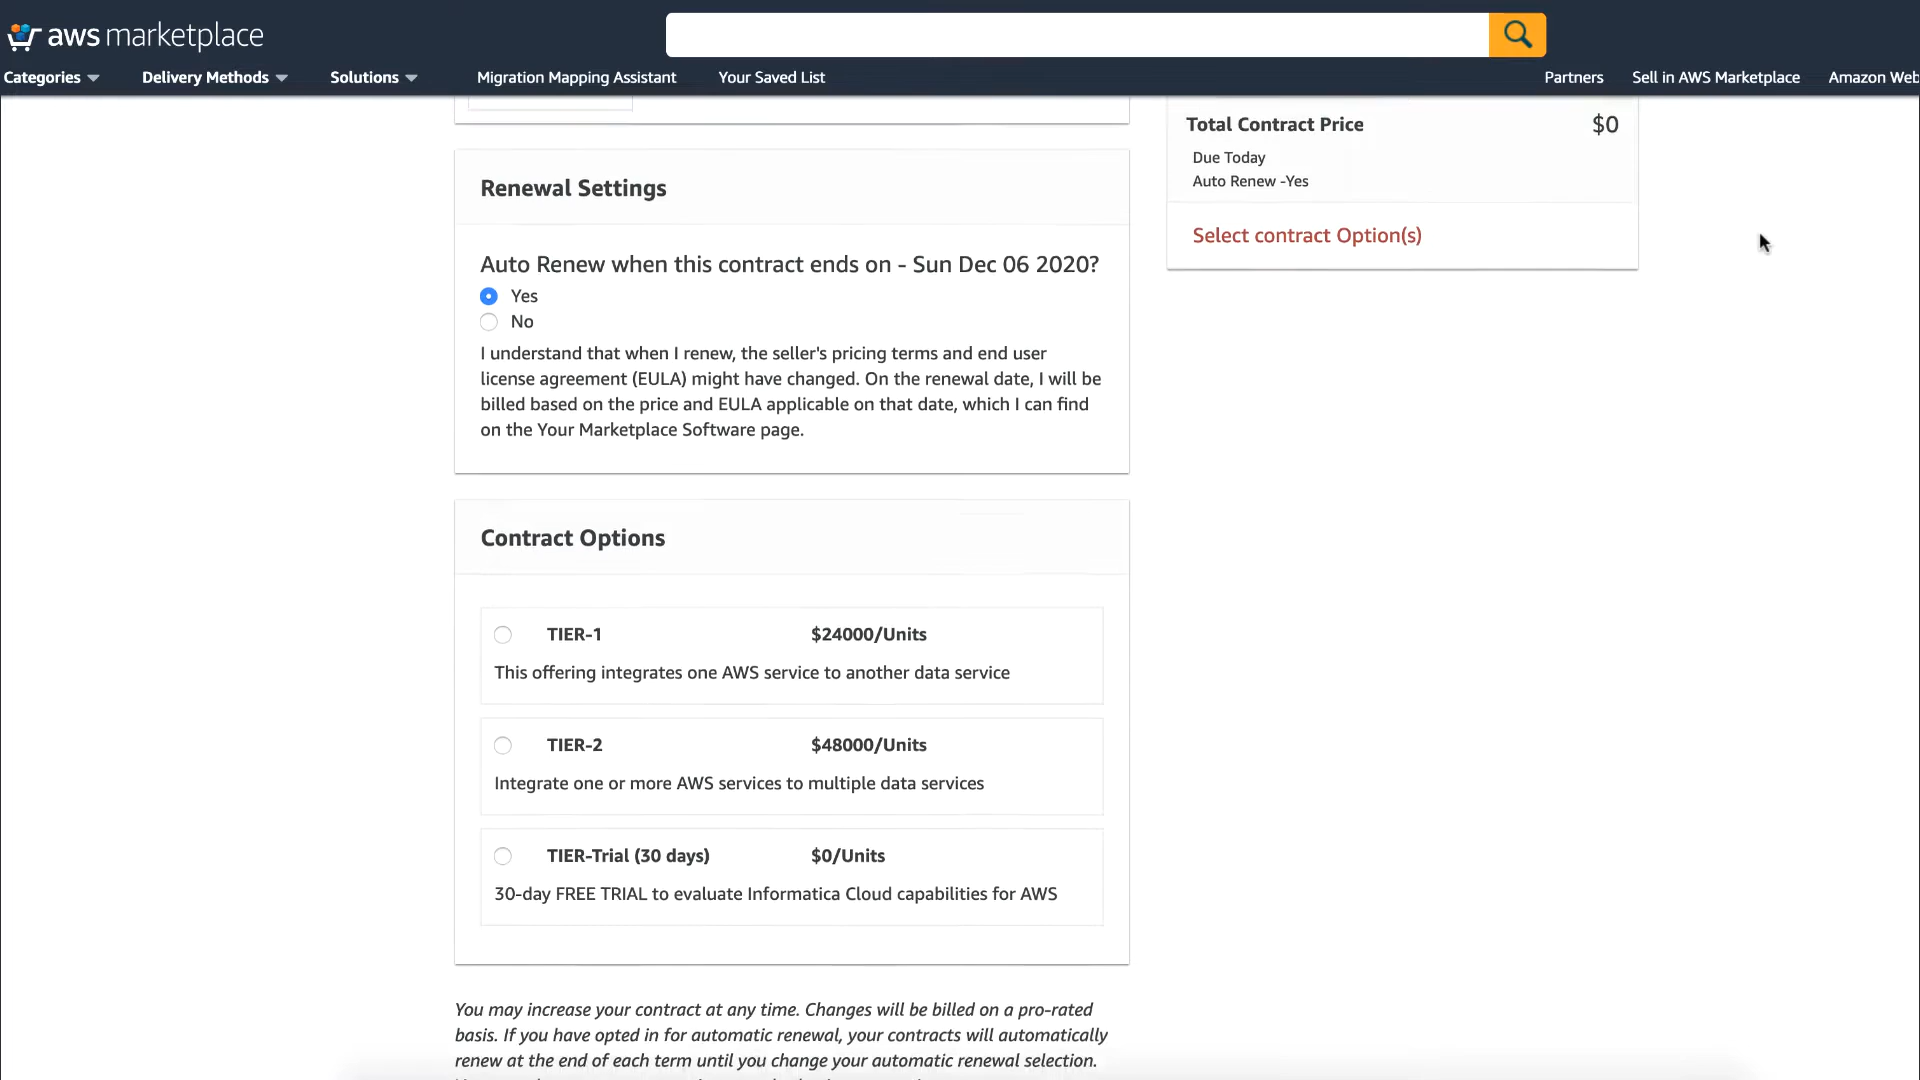 aws marketplace
Categories
Delivery Methods
Solutions
Migration Mapping Assistant
Your Saved List
Partners
Sell in AWS Marketplace
Amazon Web
Total Contract Price $0
Due Today
Auto Renew -Yes
Select contract Option(s)
Renewal Settings
Auto Renew when this contract ends on - Sun Dec 06 2020?
Yes
No
I understand that when I renew, the seller's pricing terms and end user
license agreement (EULA) might have changed. On the renewal date, I will be
billed based on the price and EULA applicable on that date, which I can find
on the Your Marketplace Software page.
Contract Options
TIER-1 $24000/Units
This offering integrates one AWS service to another data service
TIER-2 $48000/Units
Integrate one or more AWS services to multiple data services
TIER-Trial (30 days) $0/Units
30-day FREE TRIAL to evaluate Informatica Cloud capabilities for AWS
You may increase your contract at any time. Changes will be billed on a pro-rated
basis. If you have opted in for automatic renewal, your contracts will automatically
renew at the end of each term until you change your automatic renewal selection.